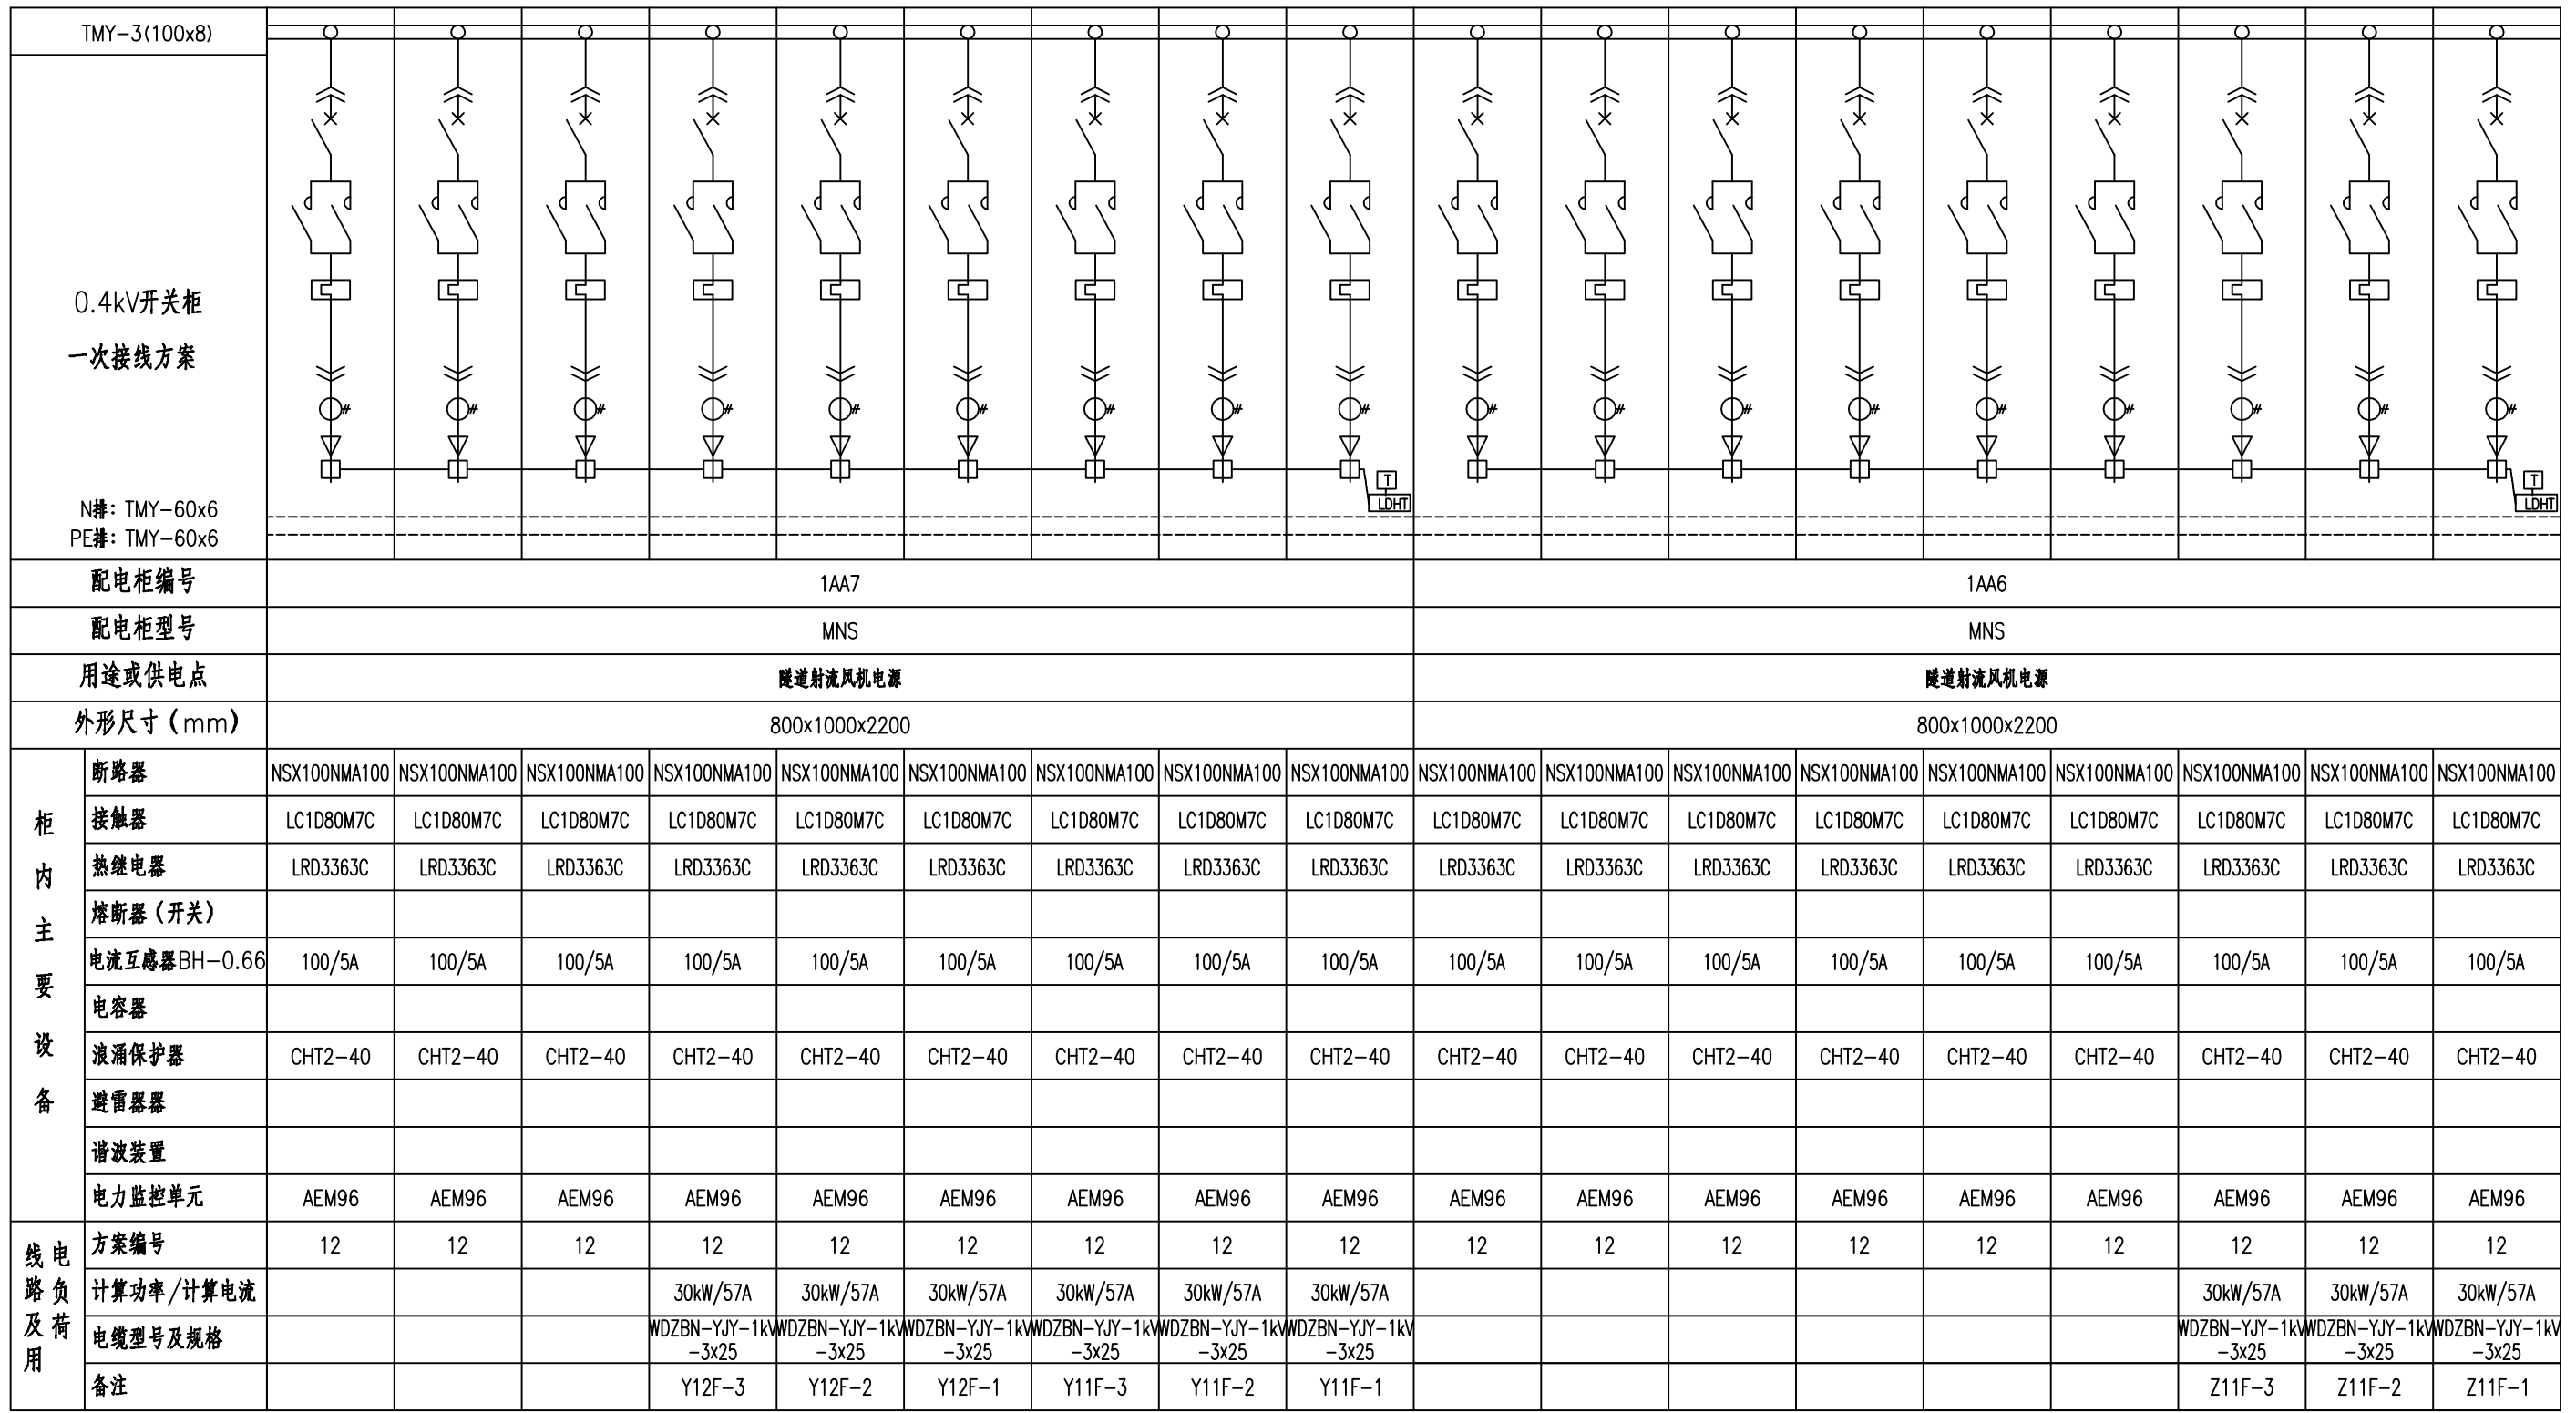 TMY-3(100x8)
0.4kV开关柜
一次接线方案
T T
LDHT LDHT
N排: TMY-60x6
PE排: TMY-60x6
配电柜编号 1AA7 1AA6
配电柜型号 MNS MNS
用途或供电点 隧道射流风机电源 隧道射流风机电源
外形尺寸(mm) 800x1000x2200 800x1000x2200
柜内主要设备
断路器 NSX100NMA100 NSX100NMA100 NSX100NMA100 NSX100NMA100 NSX100NMA100 NSX100NMA100 NSX100NMA100 NSX100NMA100 NSX100NMA100 NSX100NMA100 NSX100NMA100 NSX100NMA100 NSX100NMA100 NSX100NMA100 NSX100NMA100 NSX100NMA100 NSX100NMA100 NSX100NMA100
接触器 LC1D80M7C LC1D80M7C LC1D80M7C LC1D80M7C LC1D80M7C LC1D80M7C LC1D80M7C LC1D80M7C LC1D80M7C LC1D80M7C LC1D80M7C LC1D80M7C LC1D80M7C LC1D80M7C LC1D80M7C LC1D80M7C LC1D80M7C LC1D80M7C
热继电器 LRD3363C LRD3363C LRD3363C LRD3363C LRD3363C LRD3363C LRD3363C LRD3363C LRD3363C LRD3363C LRD3363C LRD3363C LRD3363C LRD3363C LRD3363C LRD3363C LRD3363C LRD3363C
熔断器(开关)
电流互感器BH-0.66 100/5A 100/5A 100/5A 100/5A 100/5A 100/5A 100/5A 100/5A 100/5A 100/5A 100/5A 100/5A 100/5A 100/5A 100/5A 100/5A 100/5A 100/5A
电容器
浪涌保护器 CHT2-40 CHT2-40 CHT2-40 CHT2-40 CHT2-40 CHT2-40 CHT2-40 CHT2-40 CHT2-40 CHT2-40 CHT2-40 CHT2-40 CHT2-40 CHT2-40 CHT2-40 CHT2-40 CHT2-40 CHT2-40
避雷器器
谐波装置
电力监控单元 AEM96 AEM96 AEM96 AEM96 AEM96 AEM96 AEM96 AEM96 AEM96 AEM96 AEM96 AEM96 AEM96 AEM96 AEM96 AEM96 AEM96 AEM96
线路及用
电负荷
方案编号 12 12 12 12 12 12 12 12 12 12 12 12 12 12 12 12 12 12
计算功率/计算电流 30kW/57A 30kW/57A 30kW/57A 30kW/57A 30kW/57A 30kW/57A 30kW/57A 30kW/57A 30kW/57A
电缆型号及规格 WDZBN-YJY-1kV WDZBN-YJY-1kV WDZBN-YJY-1kV WDZBN-YJY-1kV WDZBN-YJY-1kV WDZBN-YJY-1kV WDZBN-YJY-1kV WDZBN-YJY-1kV WDZBN-YJY-1kV
-3x25 -3x25 -3x25 -3x25 -3x25 -3x25 -3x25 -3x25 -3x25
备注 Y12F-3 Y12F-2 Y12F-1 Y11F-3 Y11F-2 Y11F-1 Z11F-3 Z11F-2 Z11F-1